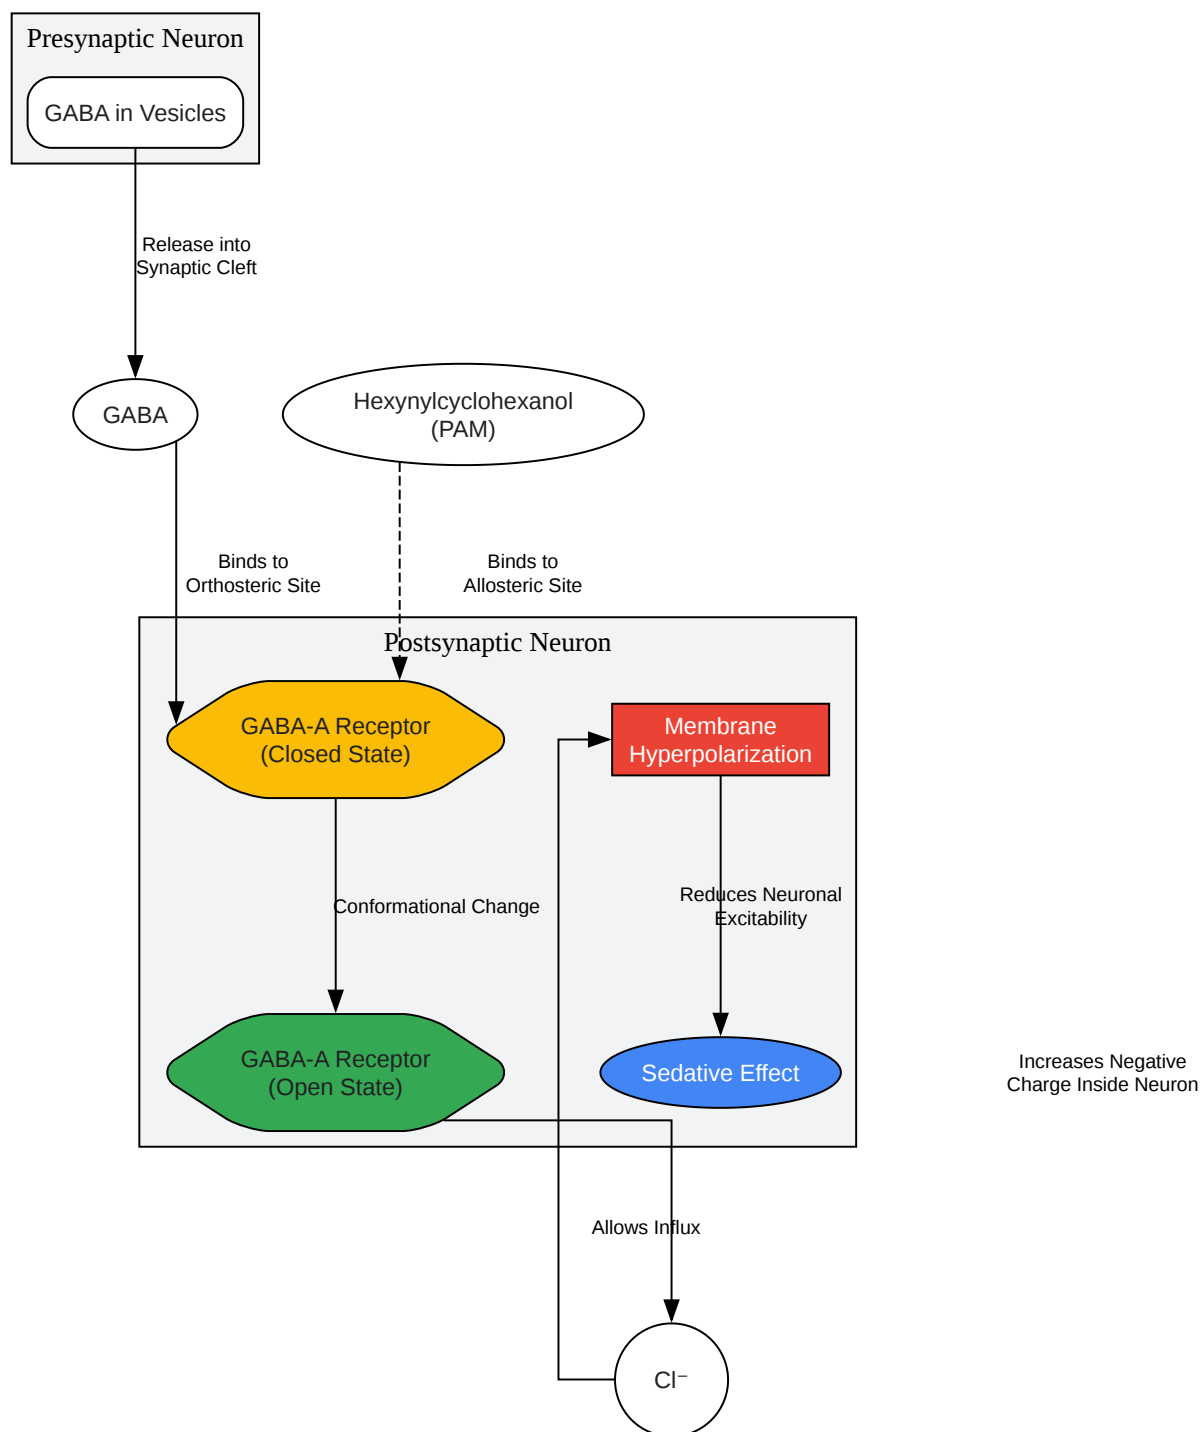 Presynaptic Neuron
GABA in Vesicles
Release into
Synaptic Cleft
GABA
Hexynylcyclohexanol
(PAM)
Binds to
Orthosteric Site
Binds to
Allosteric Site
Postsynaptic Neuron
GABA-A Receptor
(Closed State)
Membrane
Hyperpolarization
Conformational Change
Reduces Neuronal
Excitability
GABA-A Receptor
(Open State)
Sedative Effect
Increases Negative
Charge Inside Neuron
Allows Influx
Cl⁻